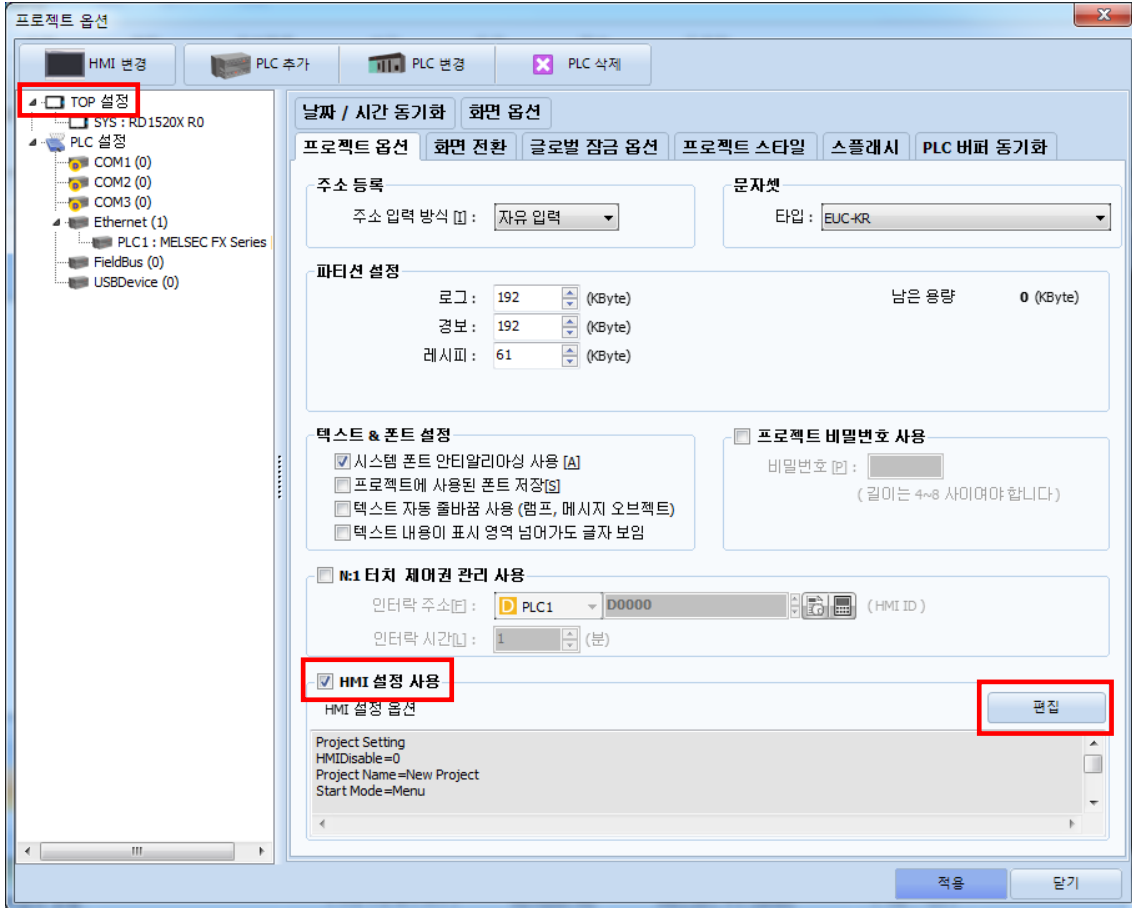 프로젝트 옵션
HMI 변경
PLC 추가
PLC 변경
PLC 삭제
TOP 설정
SYS : RD1520X R0
PLC 설정
COM1 (0)
COM2 (0)
COM3 (0)
Ethernet (1)
PLC1 : MELSEC FX Series
FieldBus (0)
USBDevice (0)
날짜 / 시간 동기화 화면 옵션
프로젝트 옵션 화면 전환 글로벌 잠금 옵션 프로젝트 스타일 스플래시 PLC 버퍼 동기화
주소 등록
주소 입력 방식 [I] : 자유 입력
문자셋
타입 : EUC-KR
파티션 설정
로그 : 192 (KByte) 남은 용량 0 (KByte)
경보 : 192 (KByte)
레시피 : 61 (KByte)
텍스트 & 폰트 설정
시스템 폰트 안티알리아싱 사용 [A]
프로젝트에 사용된 폰트 저장[S]
텍스트 자동 줄바꿈 사용 (램프, 메시지 오브젝트)
텍스트 내용이 표시 영역 넘어가도 글자 보임
프로젝트 비밀번호 사용
비밀번호 [P] :
( 길이는 4~8 사이여야 합니다 )
N:1 터치 제어권 관리 사용
인터락 주소[F] : D PLC1 D0000 ( HMI ID )
인터락 시간[L] : 1 (분)
HMI 설정 사용
HMI 설정 옵션
편집
Project Setting
HMIDisable=0
Project Name=New Project
Start Mode=Menu
적용 닫기